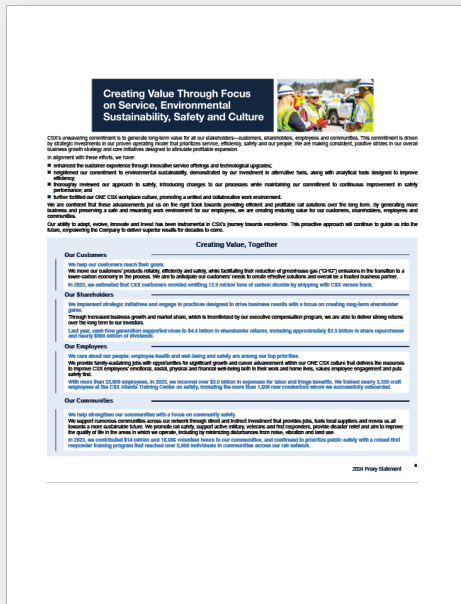 Creating Value Through Focus
on Service, Environmental
Sustainability, Safety and Culture
CSX's unwavering commitment is to generate long-term value for all our stakeholders—customers, shareholders, employees and communities. This commitment is driven
by strategic investments in our proven operating model that prioritizes service, efficiency, safety and our people. We are making consistent, positive strides in our overall
business growth strategy and core initiatives designed to stimulate profitable expansion.
In alignment with these efforts, we have:
■ enhanced the customer experience through innovative service offerings and technological upgrades;
■ heightened our commitment to environmental sustainability, demonstrated by our investment in alternative fuels, along with analytical tools designed to improve
efficiency;
■ thoroughly reviewed our approach to safety, introducing changes to our processes while maintaining our commitment to continuous improvement in safety
performance; and
■ further fortified our ONE CSX workplace culture, promoting a unified and collaborative work environment.
We are confident that these advancements put us on the right track towards providing efficient and profitable rail solutions over the long term. By generating more
business and preserving a safe and rewarding work environment for our employees, we are creating enduring value for our customers, shareholders, employees and
communities.
Our ability to adapt, evolve, innovate and invest has been instrumental in CSX's journey towards excellence. This proactive approach will continue to guide us into the
future, empowering the Company to deliver superior results for decades to come.
Creating Value, Together
Our Customers
We help our customers reach their goals.
We move our customers' products reliably, efficiently and safely, while facilitating their reduction of greenhouse gas ("GHG") emissions in the transition to a
lower-carbon economy in the process. We aim to anticipate our customers' needs to create effective solutions and overall be a trusted business partner.
In 2023, we estimated that CSX customers avoided emitting 12.5 million tons of carbon dioxide by shipping with CSX versus truck.
Our Shareholders
We implement strategic initiatives and engage in practices designed to drive business results with a focus on creating long-term shareholder
gains.
Through increased business growth and market share, which is incentivized by our executive compensation program, we are able to deliver strong returns
over the long term to our investors.
Last year, cash flow generation supported close to $4.4 billion in shareholder returns, including approximately $3.5 billion in share repurchases
and nearly $900 million of dividends.
Our Employees
We care about our people; employee health and well-being and safety are among our top priorities.
We provide family-sustaining jobs with opportunities for significant growth and career advancement within our ONE CSX culture that delivers the resources
to improve CSX employees' emotional, social, physical and financial well-being both in their work and home lives, values employee engagement and puts
safety first.
With more than 23,000 employees, in 2023, we incurred over $3.0 billion in expenses for labor and fringe benefits. We trained nearly 3,350 craft
employees at the CSX Atlanta Training Center on safety, including the more than 1,600 new conductors whom we successfully onboarded.
Our Communities
We help strengthen our communities with a focus on community safety.
We support numerous communities across our network through direct and indirect investment that provides jobs, fuels local suppliers and moves us all
towards a more sustainable future. We promote rail safety, support active military, veterans and first responders, provide disaster relief and aim to improve
the quality of life in the areas in which we operate, including by minimizing disturbances from noise, vibration and land use.
In 2023, we contributed $14 million and volunteer hours to our communities, and continued to prioritize public safety with a robust first
responder training program that reached over individuals in communities across our rail network.
2024 Proxy Statement